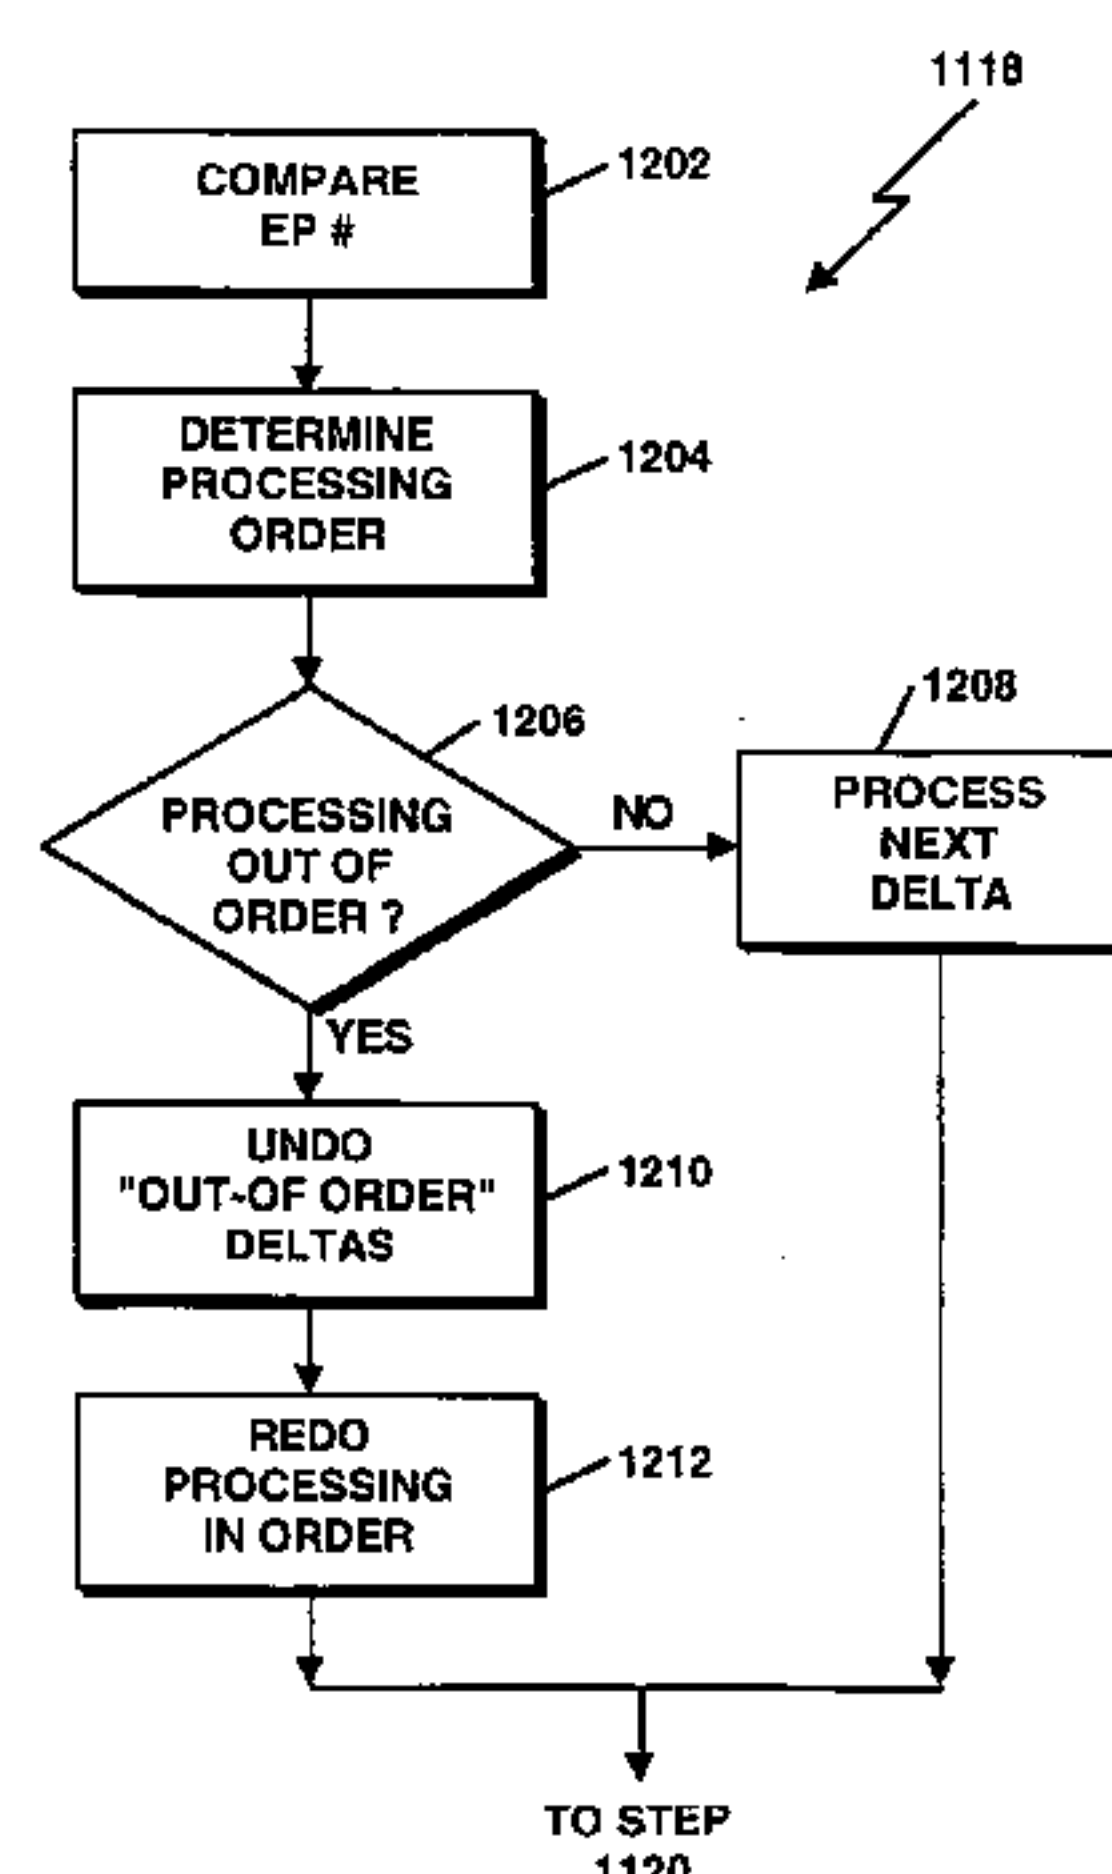 1118
COMPARE
EP #
1202
DETERMINE
PROCESSING
ORDER
1204
PROCESSING
OUT OF
ORDER ?
1206
NO
PROCESS
NEXT
DELTA
1208
YES
UNDO
"OUT-OF ORDER"
DELTAS
1210
REDO
PROCESSING
IN ORDER
1212
TO STEP
1120